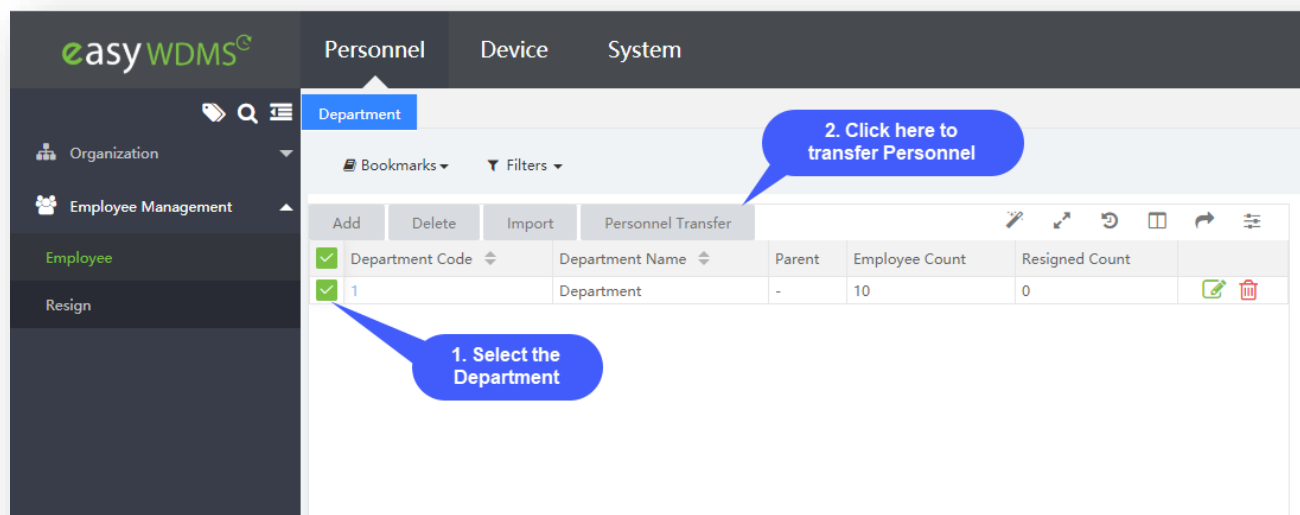 easy WDMS
Personnel Device System
Department
Organization
Bookmarks Filters
2. Click here to
transfer Personnel
Employee Management
Add Delete Import Personnel Transfer
Department Code Department Name Parent Employee Count Resigned Count
1 Department - 10 0
Employee
Resign
1. Select the
Department